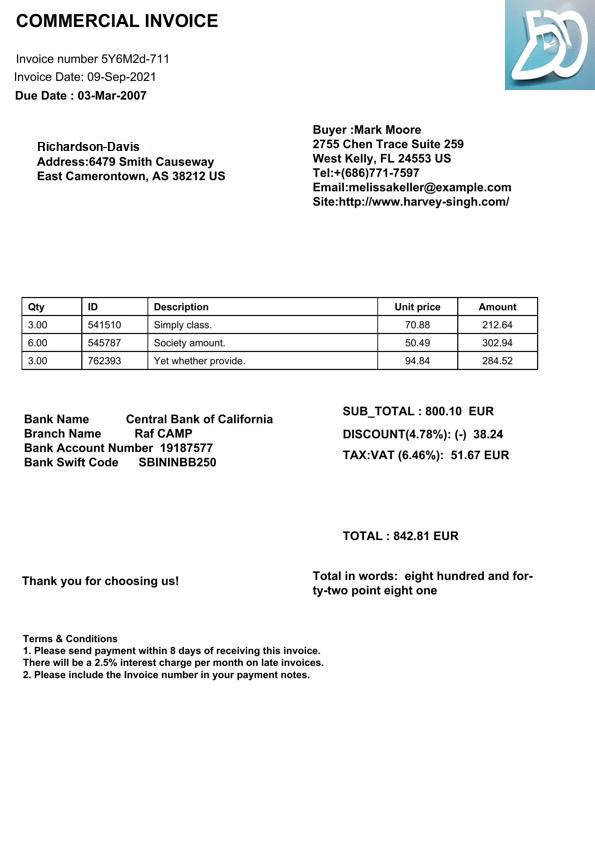 COMMERCIAL INVOICE
Invoice number 5Y6M2d-711
Invoice Date: 09-Sep-2021
Due Date : 03-Mar-2007
Richardson-Davis
Address:6479 Smith Causeway
East Camerontown, AS 38212 US
Buyer :Mark Moore
2755 Chen Trace Suite 259
West Kelly, FL 24553 US
Tel:+(686)771-7597
Email:melissakeller@example.com
Site:http://www.harvey-singh.com/
Qty ID Description Unit price Amount
3.00 541510 Simply class. 70.88 212.64
6.00 545787 Society amount. 50.49 302.94
3.00 762393 Yet whether provide. 94.84 284.52
Bank Name Central Bank of California
Branch Name Raf CAMP
Bank Account Number 19187577
Bank Swift Code SBININBB250
SUB_TOTAL : 800.10 EUR
DISCOUNT(4.78%): (-) 38.24
TAX:VAT (6.46%): 51.67 EUR
TOTAL : 842.81 EUR
Thank you for choosing us!
Total in words: eight hundred and for-
ty-two point eight one
Terms & Conditions
1. Please send payment within 8 days of receiving this invoice.
There will be a 2.5% interest charge per month on late invoices.
2. Please include the Invoice number in your payment notes.